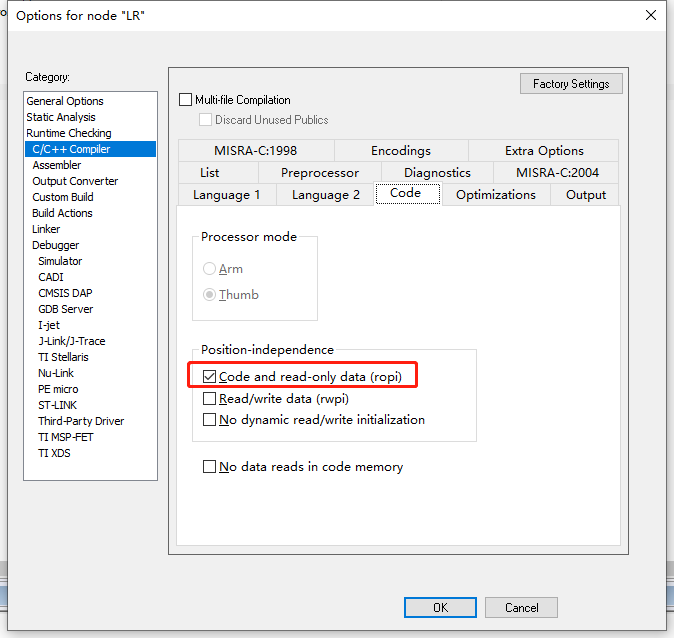 Options for node "LR"
Category:
General Options
Static Analysis
Runtime Checking
C/C++ Compiler
Assembler
Output Converter
Custom Build
Build Actions
Linker
Debugger
Simulator
CADI
CMSIS DAP
GDB Server
I-jet
J-Link/J-Trace
TI Stellaris
Nu-Link
PE micro
ST-LINK
Third-Party Driver
TI MSP-FET
TI XDS
Factory Settings
Multi-file Compilation
Discard Unused Publics
MISRA-C:1998 Encodings Extra Options
List Preprocessor Diagnostics MISRA-C:2004
Language 1 Language 2 Code Optimizations Output
Processor mode
Arm
Thumb
Position-independence
Code and read-only data (ropi)
Read/write data (rwpi)
No dynamic read/write initialization
No data reads in code memory
OK Cancel